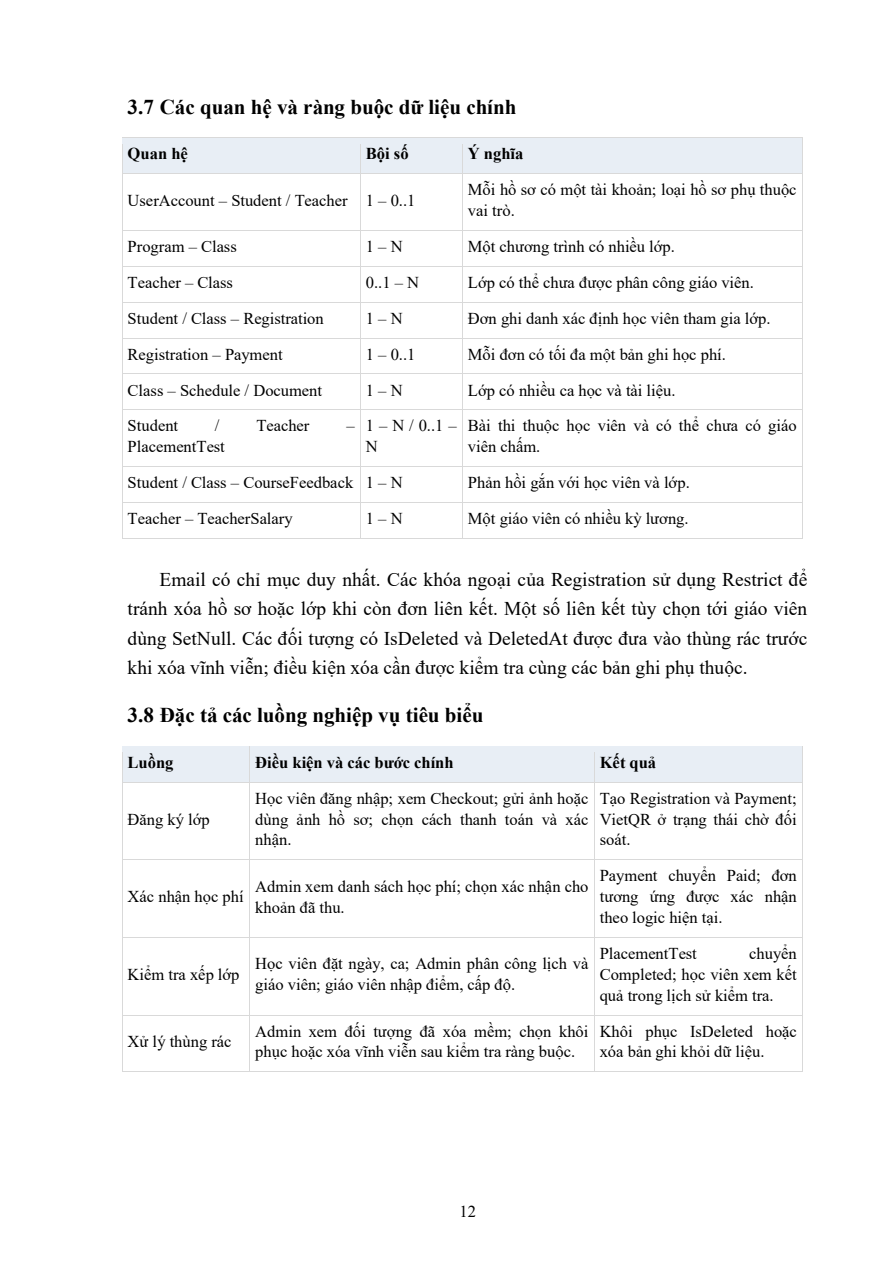 3.7 Các quan hệ và ràng buộc dữ liệu chính
Quan hệ Bội số Ý nghĩa
UserAccount – Student / Teacher 1 – 0..1 Mỗi hồ sơ có một tài khoản; loại hồ sơ phụ thuộc
vai trò.
Program – Class 1 – N Một chương trình có nhiều lớp.
Teacher – Class 0..1 – N Lớp có thể chưa được phân công giáo viên.
Student / Class – Registration 1 – N Đơn ghi danh xác định học viên tham gia lớp.
Registration – Payment 1 – 0..1 Mỗi đơn có tối đa một bản ghi học phí.
Class – Schedule / Document 1 – N Lớp có nhiều ca học và tài liệu.
Student / Teacher – 1 – N / 0..1 – Bài thi thuộc học viên và có thể chưa có giáo
PlacementTest N viên chấm.
Student / Class – CourseFeedback 1 – N Phản hồi gắn với học viên và lớp.
Teacher – TeacherSalary 1 – N Một giáo viên có nhiều kỳ lương.
Email có chỉ mục duy nhất. Các khóa ngoại của Registration sử dụng Restrict để
tránh xóa hồ sơ hoặc lớp khi còn đơn liên kết. Một số liên kết tùy chọn tới giáo viên
dùng SetNull. Các đối tượng có IsDeleted và DeletedAt được đưa vào thùng rác trước
khi xóa vĩnh viễn; điều kiện xóa cần được kiểm tra cùng các bản ghi phụ thuộc.
3.8 Đặc tả các luồng nghiệp vụ tiêu biểu
Luồng Điều kiện và các bước chính Kết quả
Đăng ký lớp
Học viên đăng nhập; xem Checkout; gửi ảnh hoặc
dùng ảnh hồ sơ; chọn cách thanh toán và xác
nhận.
Tạo Registration và Payment;
VietQR ở trạng thái chờ đối
soát.
Xác nhận học phí
Admin xem danh sách học phí; chọn xác nhận cho
khoản đã thu.
Payment chuyển Paid; đơn
tương ứng được xác nhận
theo logic hiện tại.
Kiểm tra xếp lớp
Học viên đặt ngày, ca; Admin phân công lịch và
giáo viên; giáo viên nhập điểm, cấp độ.
PlacementTest chuyển
Completed; học viên xem kết
quả trong lịch sử kiểm tra.
Xử lý thùng rác
Admin xem đối tượng đã xóa mềm; chọn khôi
phục hoặc xóa vĩnh viễn sau kiểm tra ràng buộc.
Khôi phục IsDeleted hoặc
xóa bản ghi khỏi dữ liệu.
12